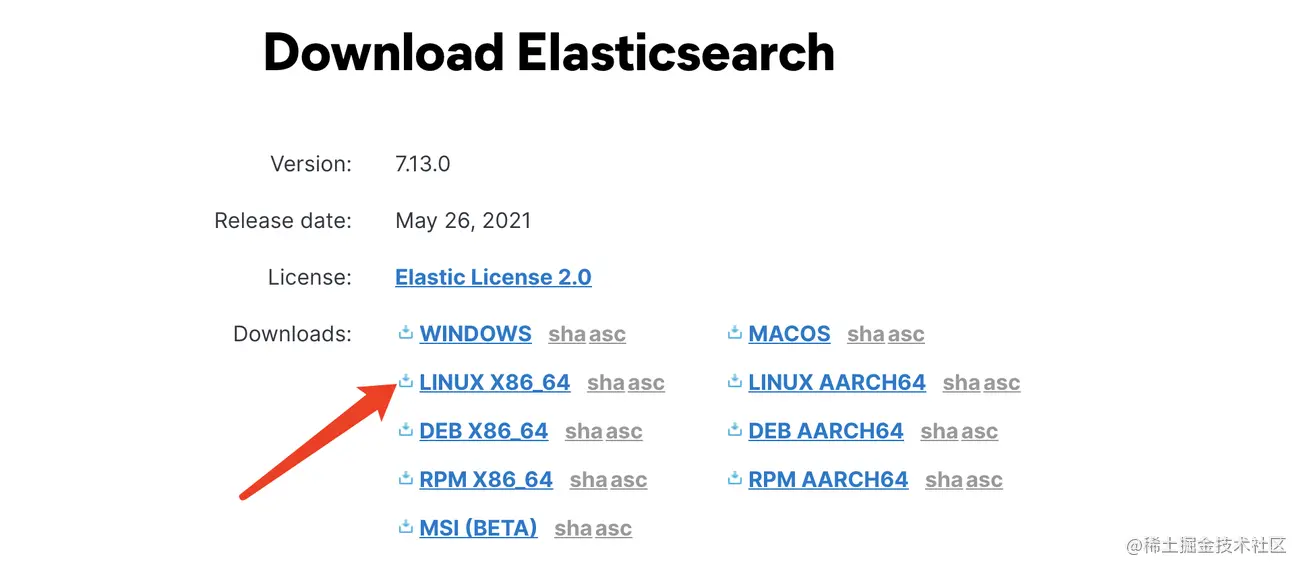 Download Elasticsearch
Version: 7.13.0
Release date: May 26, 2021
License: Elastic License 2.0
Downloads: WINDOWS sha asc MACOS sha asc
LINUX X86_64 sha asc LINUX AARCH64 sha asc
DEB X86_64 sha asc DEB AARCH64 sha asc
RPM X86_64 sha asc RPM AARCH64 sha asc
MSI (BETA) sha asc
@稀土掘金技术社区